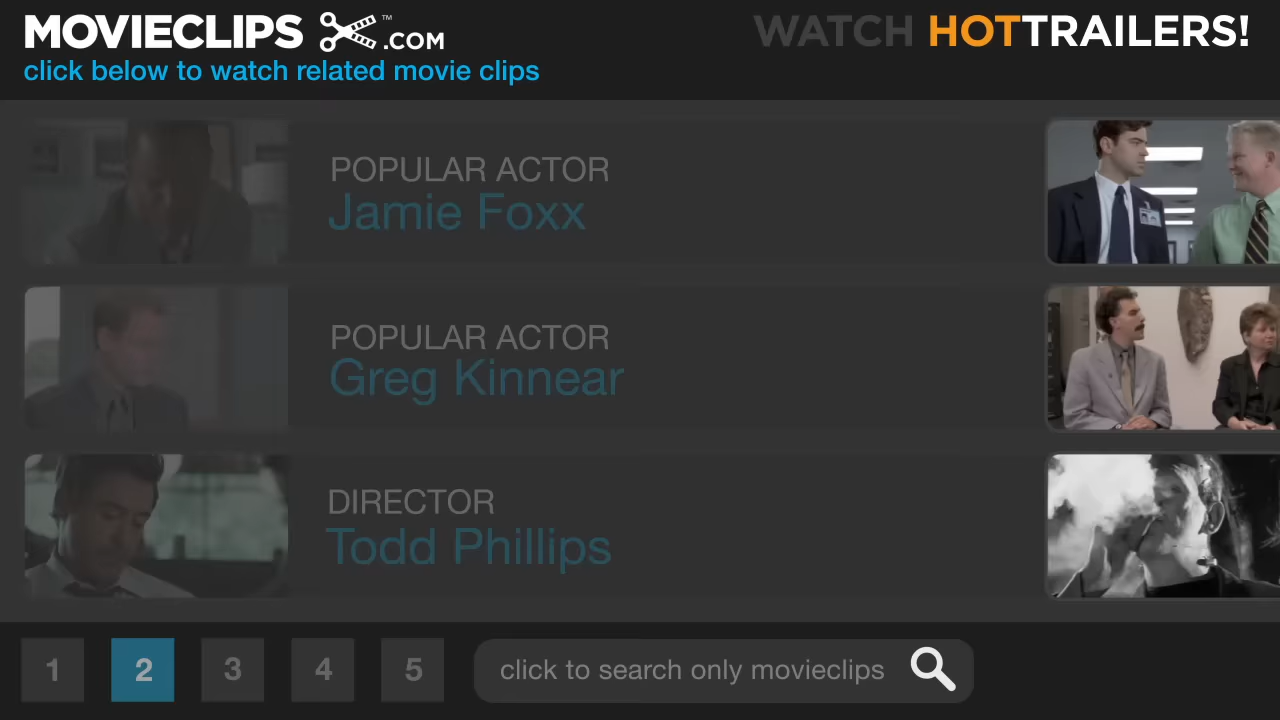 MOVIECLIPS ™ .COM
WATCH HOTTRAILERS!
click below to watch related movie clips
POPULAR ACTOR
Jamie Foxx
POPULAR ACTOR
Greg Kinnear
DIRECTOR
Todd Phillips
1 2 3 4 5
click to search only movieclips